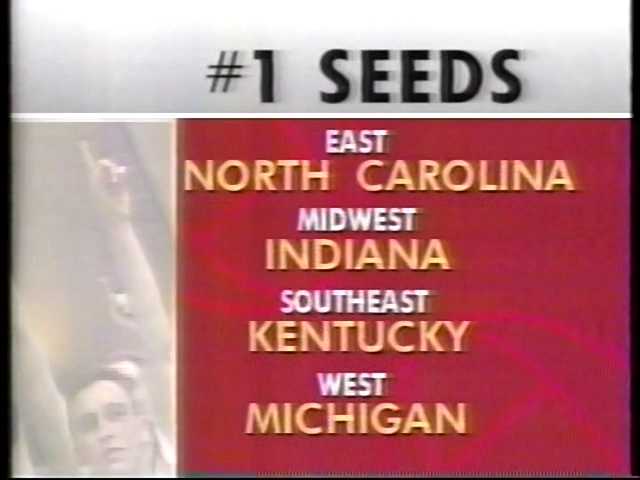 #1 SEEDS
EAST
NORTH CAROLINA
MIDWEST
INDIANA
SOUTHEAST
KENTUCKY
WEST
MICHIGAN